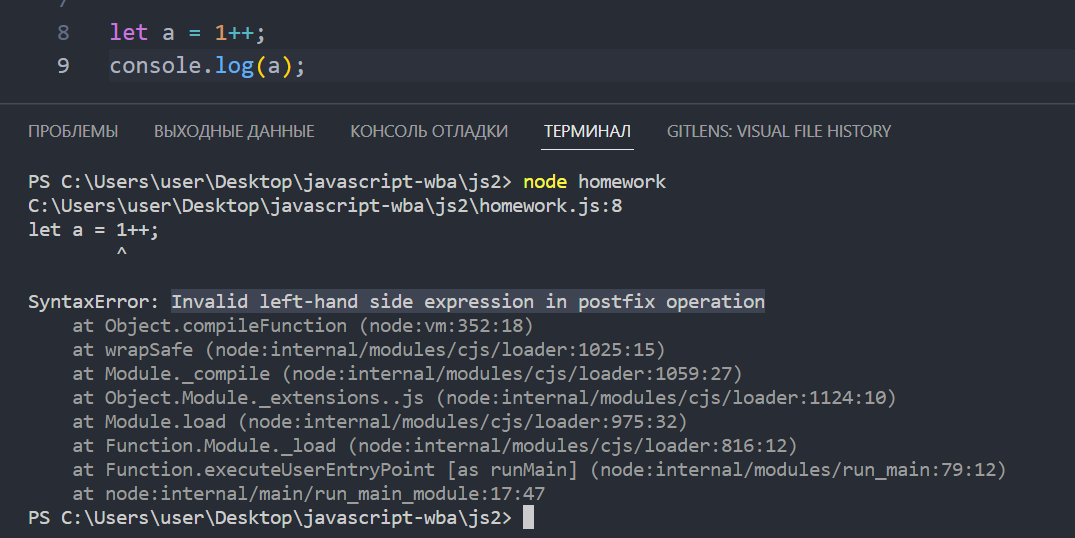 7
8 let a = 1++;
9 console.log(a);
ПРОБЛЕМЫ ВЫХОДНЫЕ ДАННЫЕ КОНСОЛЬ ОТЛАДКИ ТЕРМИНАЛ GITLENS: VISUAL FILE HISTORY
PS C:\Users\user\Desktop\javascript-wba\js2> node homework
C:\Users\user\Desktop\javascript-wba\js2\homework.js:8
let a = 1++;
^
SyntaxError: Invalid left-hand side expression in postfix operation
at Object.compileFunction (node:vm:352:18)
at wrapSafe (node:internal/modules/cjs/loader:1025:15)
at Module._compile (node:internal/modules/cjs/loader:1059:27)
at Object.Module._extensions..js (node:internal/modules/cjs/loader:1124:10)
at Module.load (node:internal/modules/cjs/loader:975:32)
at Function.Module._load (node:internal/modules/cjs/loader:816:12)
at Function.executeUserEntryPoint [as runMain] (node:internal/modules/run_main:79:12)
at node:internal/main/run_main_module:17:47
PS C:\Users\user\Desktop\javascript-wba\js2>